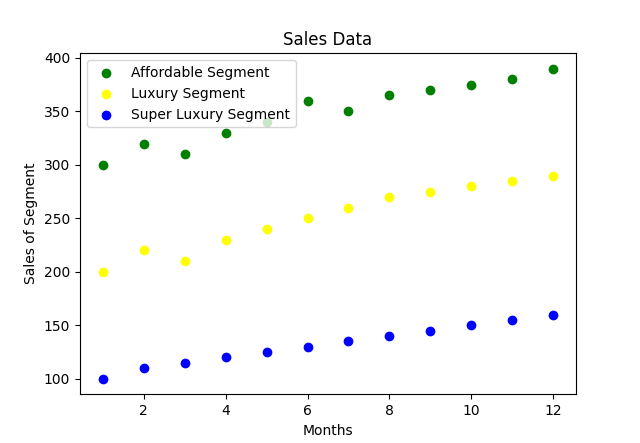 Sales Data
Affordable Segment
Luxury Segment
Super Luxury Segment
400
350
300
250
200
150
100
Sales of Segment
2 4 6 8 10 12
Months